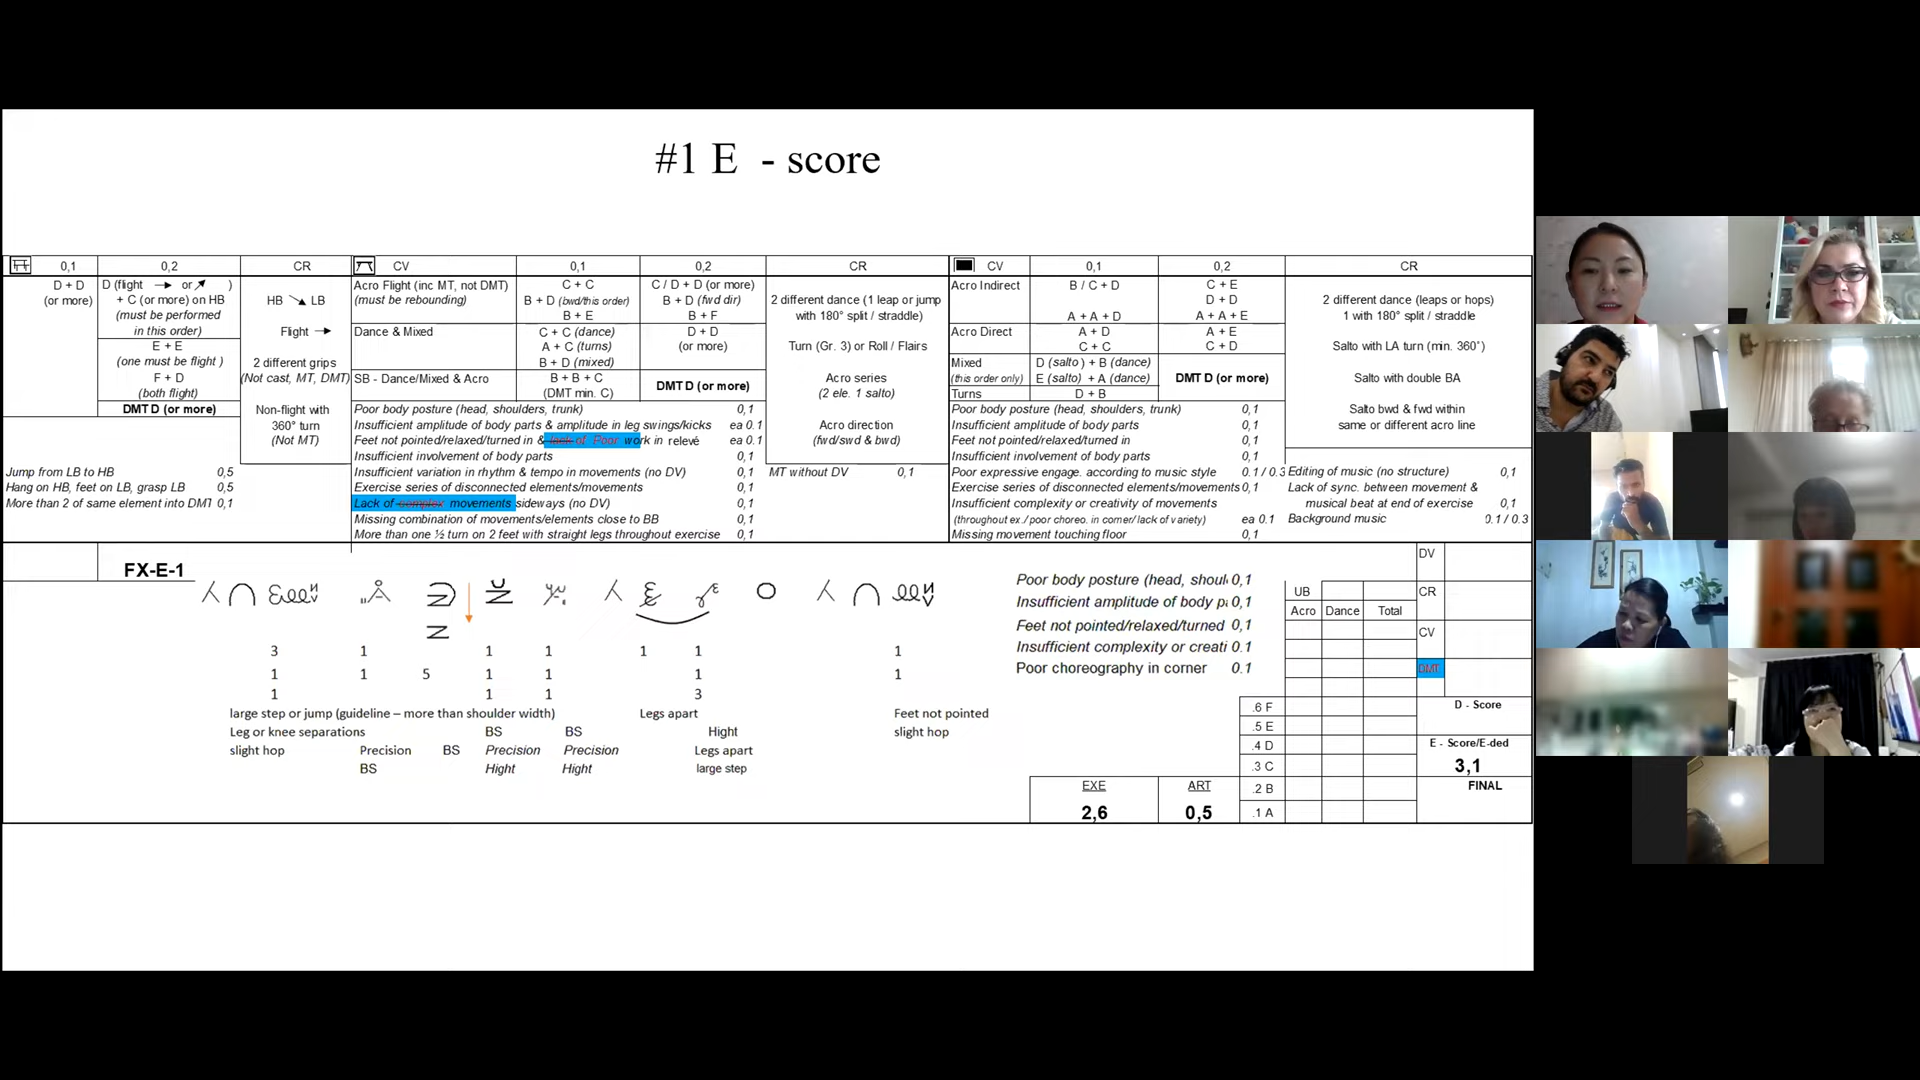 #1 E - score
0,1 0,2 CR
D + D
(or more)
D (flight → or ↗ )
+ C (or more) on HB
(must be performed
in this order)
E + E
(one must be flight )
F + D
(both flight)
DMT D (or more)
HB ↘ LB
Flight →
2 different grips
(Not cast, MT, DMT)
Non-flight with
360° turn
(Not MT)
Jump from LB to HB 0,5
Hang on HB, feet on LB, grasp LB 0,5
More than 2 of same element into DMT 0,1
CV 0,1 0,2 CR
Acro Flight (inc MT, not DMT)
(must be rebounding)
C + C
B + D (bwd/this order)
B + E
C / D + D (or more)
B + D (fwd dir)
B + F
Dance & Mixed
C + C (dance)
A + C (turns)
B + D (mixed)
D + D
(or more)
SB - Dance/Mixed & Acro
B + B + C
(DMT min. C)
DMT D (or more)
2 different dance (1 leap or jump
with 180° split / straddle)
Turn (Gr. 3) or Roll / Flairs
Acro series
(2 ele. 1 salto)
Acro direction
(fwd/swd & bwd)
MT without DV 0,1
Poor body posture (head, shoulders, trunk) 0,1
Insufficient amplitude of body parts & amplitude in leg swings/kicks ea 0.1
Feet not pointed/relaxed/turned in & lack of Poor work in relevé ea 0.1
Insufficient involvement of body parts
Insufficient variation in rhythm & tempo in movements (no DV) 0,1
Exercise series of disconnected elements/movements 0,1
Lack of complex movements sideways (no DV) 0,1
Missing combination of movements/elements close to BB 0,1
More than one ½ turn on 2 feet with straight legs throughout exercise 0,1
CV 0,1 0,2 CR
Acro Indirect
B / C + D
A + A + D
C + E
D + D
A + A + E
Acro Direct
A + D
C + C
A + E
C + D
Mixed
(this order only)
D (salto ) + B (dance)
E (salto) + A (dance)
DMT D (or more)
Turns D + B
2 different dance (leaps or hops)
1 with 180° split / straddle
Salto with LA turn (min. 360°)
Salto with double BA
Salto bwd & fwd within
same or different acro line
Poor body posture (head, shoulders, trunk) 0,1
Insufficient amplitude of body parts 0,1
Feet not pointed/relaxed/turned in 0,1
Insufficient involvement of body parts 0,1
Poor expressive engage. according to music style 0.1 / 0.3
Exercise series of disconnected elements/movements 0,1
Insufficient complexity or creativity of movements
(throughout ex./ poor choreo. in corner/ lack of variety) ea 0.1
Missing movement touching floor 0,1
Editing of music (no structure) 0,1
Lack of sync. between movement &
musical beat at end of exercise 0,1
Background music 0.1 / 0.3
FX-E-1
3 1 1 1 1 1 1
1 1 5 1 1 1 1
1 1 1 3
large step or jump (guideline – more than shoulder width) Legs apart Feet not pointed
Leg or knee separations BS BS Hight slight hop
slight hop Precision BS Precision Precision Legs apart
BS Hight Hight large step
Poor body posture (head, shoul 0,1
Insufficient amplitude of body p 0,1
Feet not pointed/relaxed/turned 0,1
Insufficient complexity or creati 0.1
Poor choreography in corner 0.1
EXE ART
2,6 0,5
UB
Acro Dance Total
.6 F
.5 E
.4 D
.3 C
.2 B
.1 A
DV
CR
CV
DMT
D - Score
E - Score/E-ded
3,1
FINAL